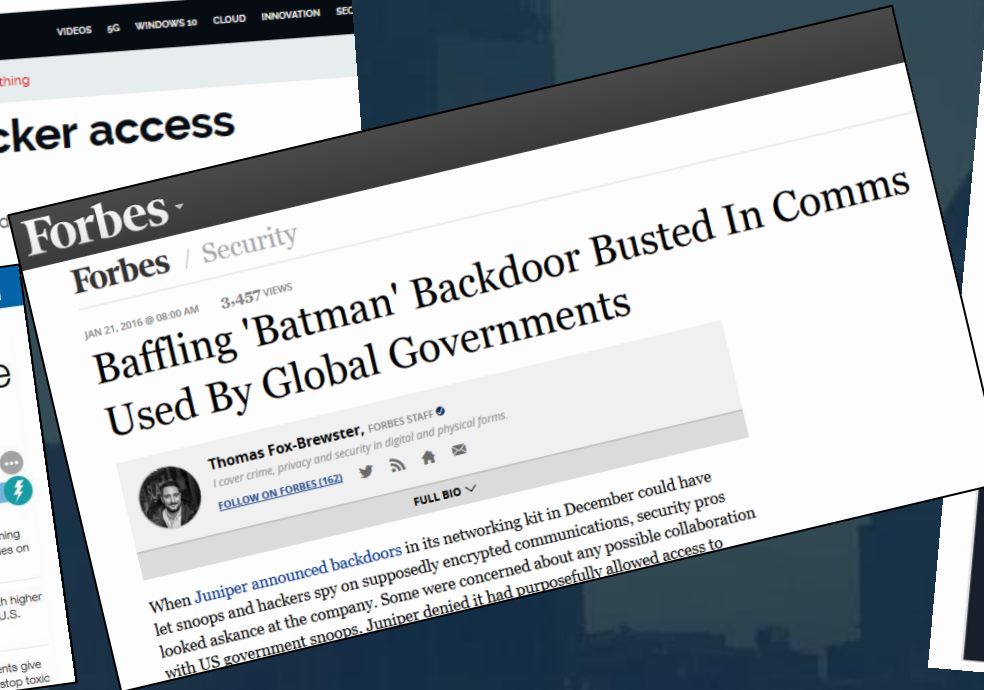 VIDEOS 5G WINDOWS 10 CLOUD INNOVATION
thing
cker access
Forbes
Forbes / Security
JAN 21, 2016 @ 08:00 AM 3,457 VIEWS
Baffling 'Batman' Backdoor Busted In Comms
Used By Global Governments
Thomas Fox-Brewster, FORBES STAFF
I cover crime, privacy and security in digital and physical forms.
FOLLOW ON FORBES (162)
FULL BIO
When Juniper announced backdoors in its networking kit in December could have
let snoops and hackers spy on supposedly encrypted communications, security pros
looked askance at the company. Some were concerned about any possible collaboration
with US government snoops. Juniper denied it had purposefully allowed access to
e
ning
es on
h higher
U.S.
ents give
stop toxic